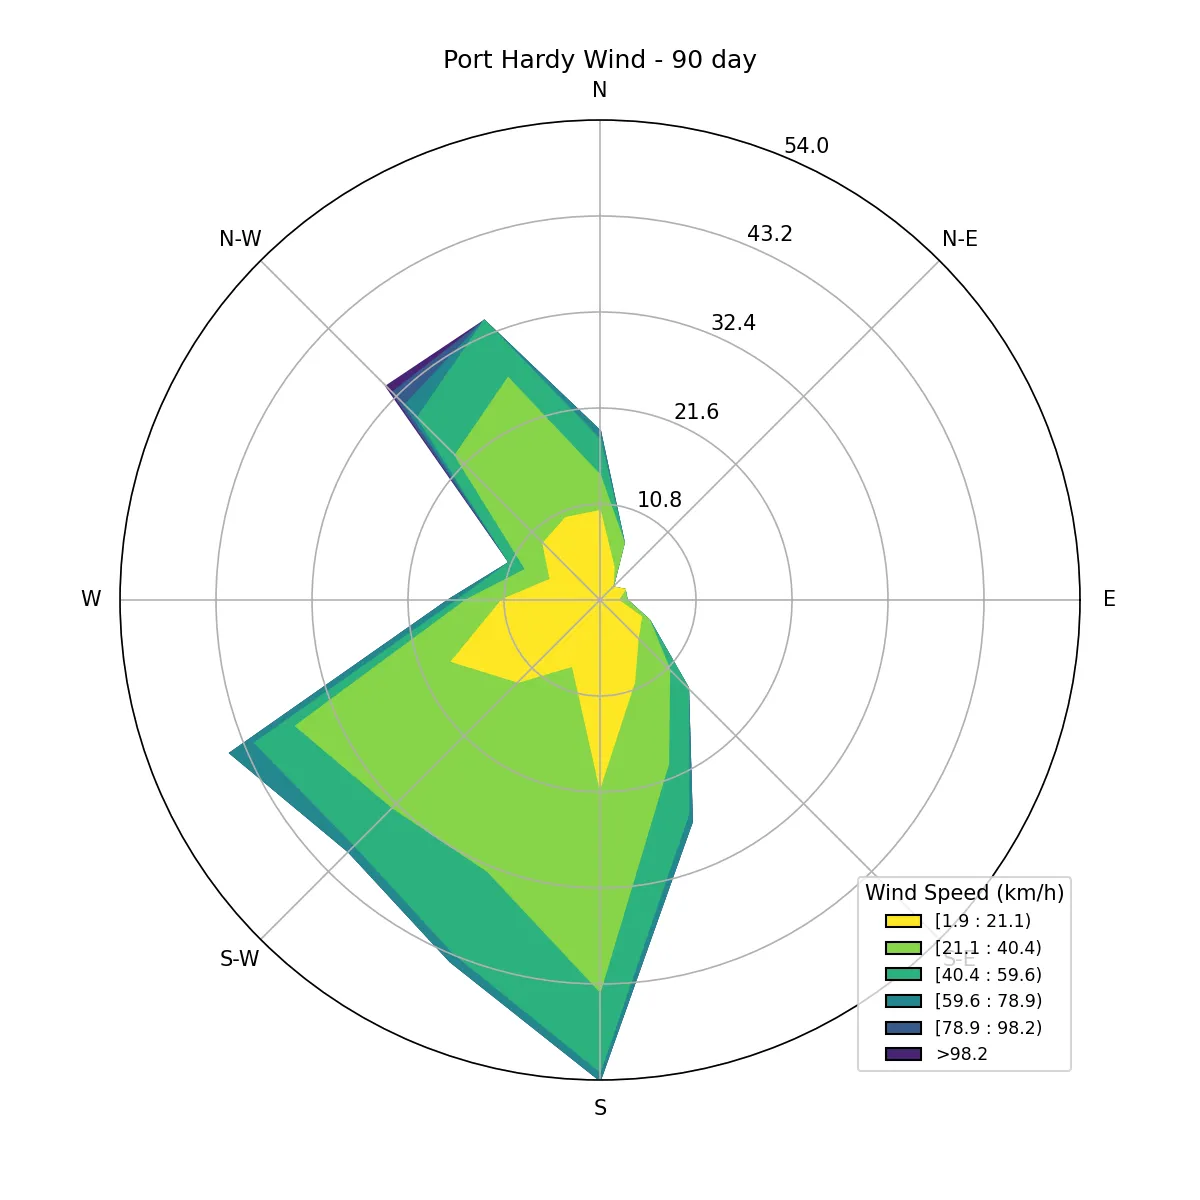 Port Hardy Wind - 90 day
N
54.0
N-W
43.2
N-E
32.4
21.6
10.8
W
E
S-W
S-E
S
Wind Speed (km/h)
[1.9 : 21.1)
[21.1 : 40.4)
[40.4 : 59.6)
[59.6 : 78.9)
[78.9 : 98.2)
>98.2